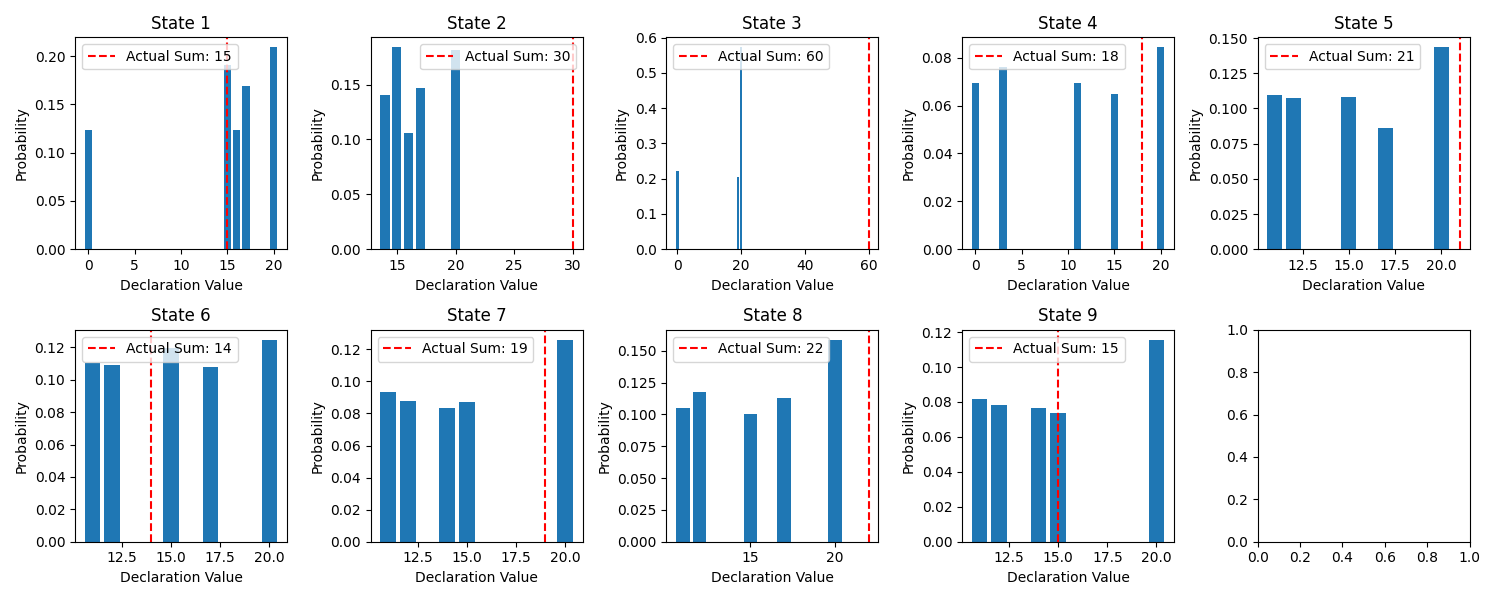 State 1
Actual Sum: 15
0.20
0.15
0.10
0.05
0.00
Probability
0 5 10 15 20
Declaration Value
State 2
Actual Sum: 30
0.15
0.10
0.05
0.00
Probability
15 20 25 30
Declaration Value
State 3
Actual Sum: 60
0.6
0.5
0.4
0.3
0.2
0.1
0.0
Probability
0 20 40 60
Declaration Value
State 4
Actual Sum: 18
0.08
0.06
0.04
0.02
0.00
Probability
0 5 10 15 20
Declaration Value
State 5
Actual Sum: 21
0.150
0.125
0.100
0.075
0.050
0.025
0.000
Probability
12.5 15.0 17.5 20.0
Declaration Value
State 6
Actual Sum: 14
0.12
0.10
0.08
0.06
0.04
0.02
0.00
Probability
12.5 15.0 17.5 20.0
Declaration Value
State 7
Actual Sum: 19
0.12
0.10
0.08
0.06
0.04
0.02
0.00
Probability
12.5 15.0 17.5 20.0
Declaration Value
State 8
Actual Sum: 22
0.150
0.125
0.100
0.075
0.050
0.025
0.000
Probability
15 20
Declaration Value
State 9
Actual Sum: 15
0.12
0.10
0.08
0.06
0.04
0.02
0.00
Probability
12.5 15.0 17.5 20.0
Declaration Value
1.0
0.8
0.6
0.4
0.2
0.0
0.0 0.2 0.4 0.6 0.8 1.0